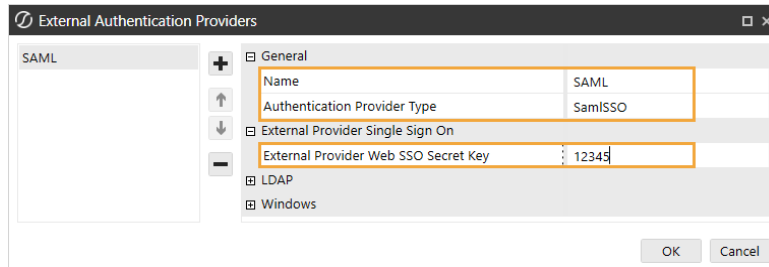 External Authentication Providers
SAML
General
Name SAML
Authentication Provider Type SamlSSO
External Provider Single Sign On
External Provider Web SSO Secret Key 12345
LDAP
Windows
OK Cancel